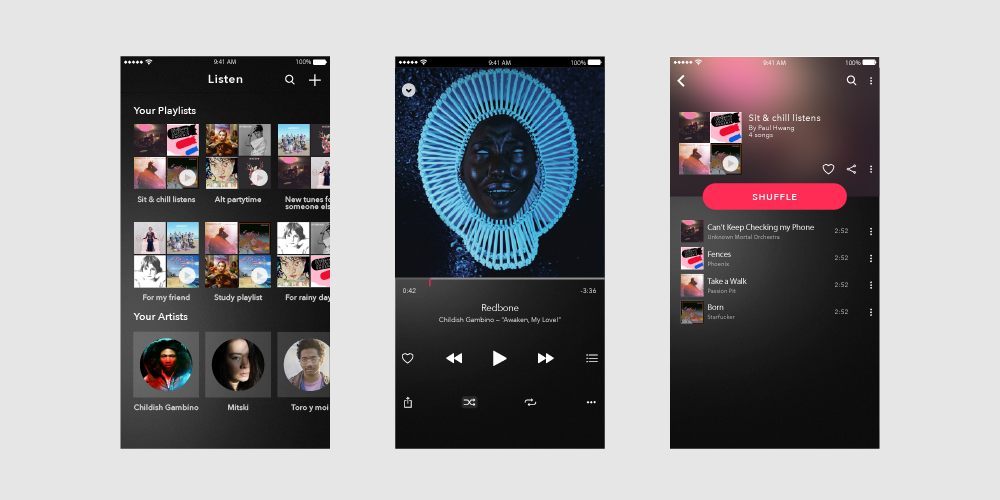 9:41 AM 100%
Listen
Your Playlists
Sit & chill listens Alt partytime New tunes fo
someone els
For my friend Study playlist For rainy day
Your Artists
Childish Gambino Mitski Toro y moi
9:41 AM 100%
0:42 -3:36
Redbone
Childish Gambino – "Awaken, My Love!"
9:41 AM 100%
Sit & chill listens
By Paul Hwang
4 songs
SHUFFLE
Can't Keep Checking my Phone 2:52
Unknown Mortal Orchestra
Fences 2:52
Phoenix
Take a Walk 2:52
Passion Pit
Born 2:52
Starfucker